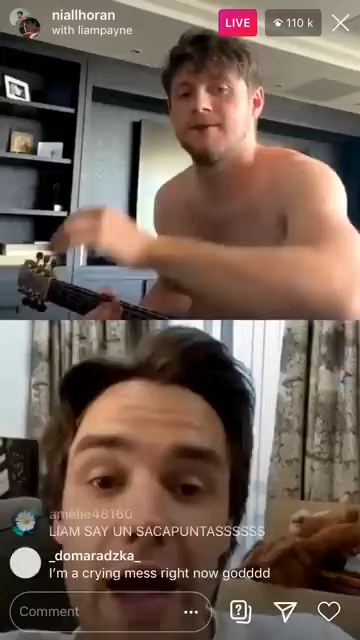 niallhoran
with liampayne
LIVE
110 k
amelie48160
LIAM SAY UN SACAPUNTASSSSSS
_domaradzka_
I'm a crying mess right now godddd
Comment